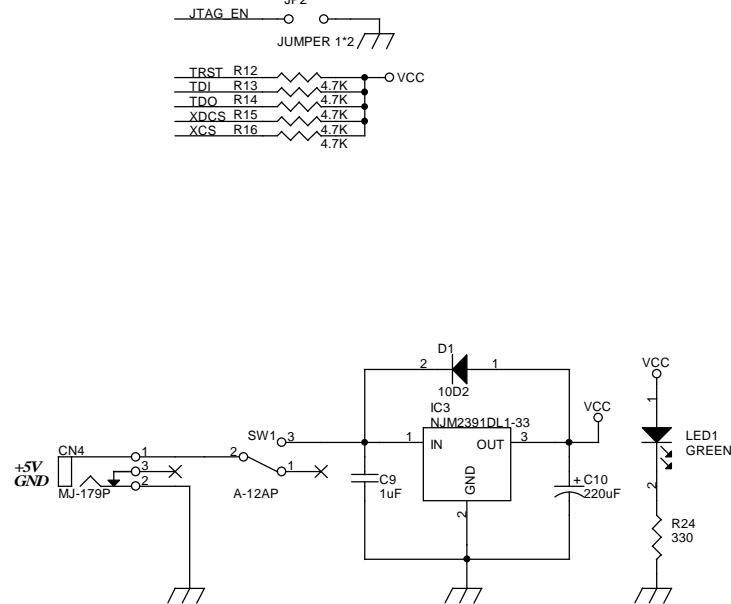 JP2
JTAG_EN
JUMPER 1*2
TRST R12
VCC
TDI R13 4.7K
TDO R14 4.7K
XDCS R15 4.7K
XCS R16 4.7K
4.7K
D1
2 1
10D2
IC3
NJM2391DL1-33
VCC
VCC
SW1 3
1 IN OUT 3
1
LED1
GREEN
CN4 1 2
+5V
GND
3 1
2
MJ-179P
A-12AP
C9
1uF
GND
2
+ C10
220uF
2
R24
330